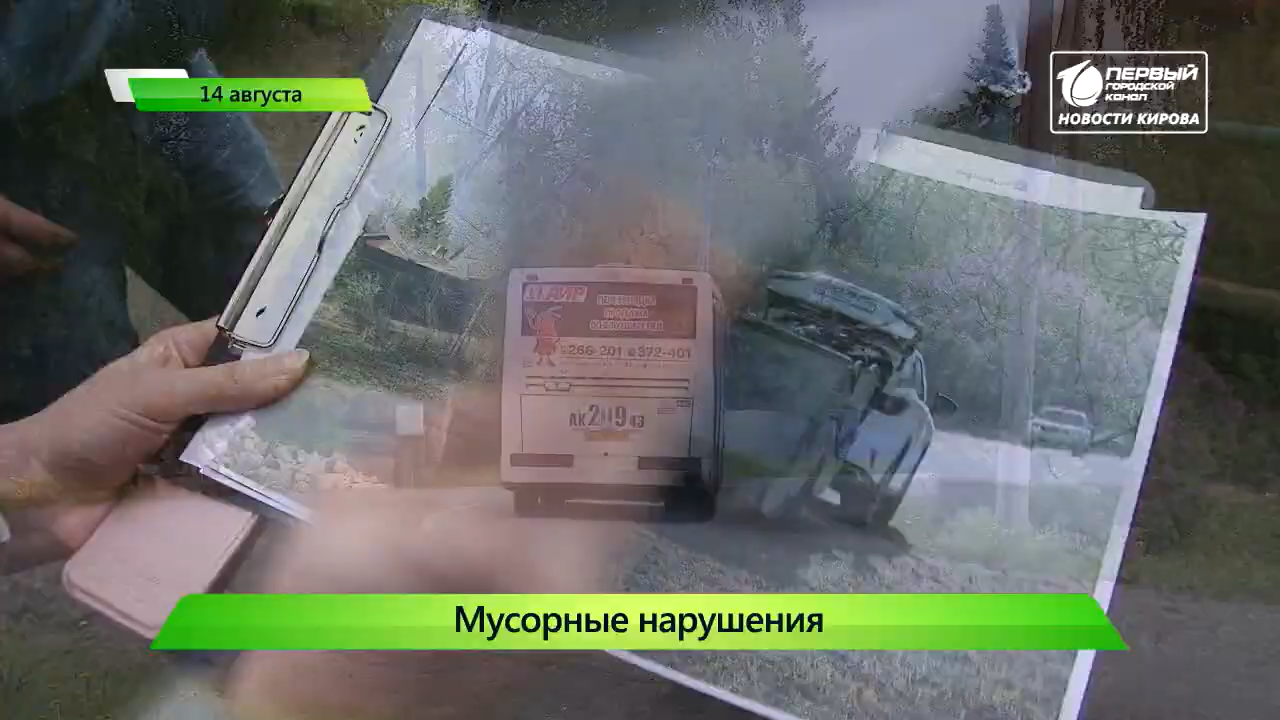 14 августа
ПЕРВЫЙ
ГОРОДСКОЙ
КАНАЛ
НОВОСТИ КИРОВА
266-201 372-401
АК 209 43
Мусорные нарушения